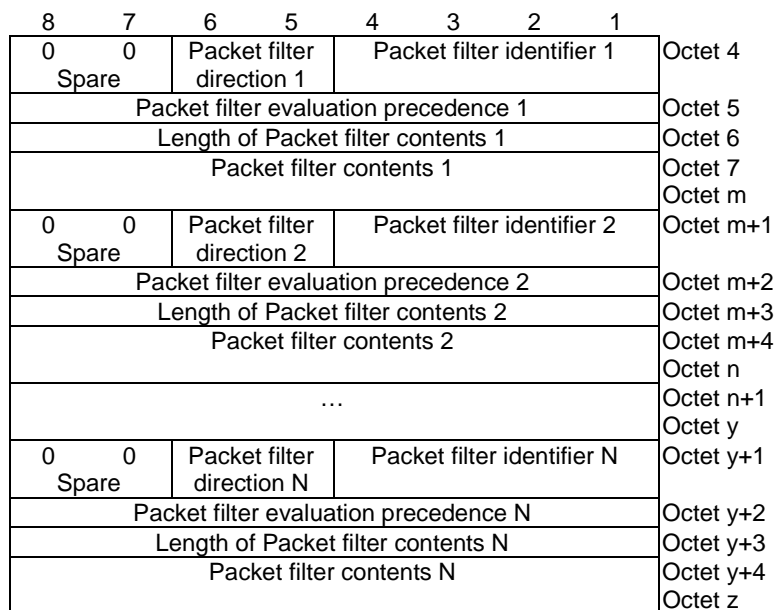 8 7 6 5 4 3 2 1
0 0 Packet filter Packet filter identifier 1 Octet 4
Spare direction 1
Packet filter evaluation precedence 1 Octet 5
Length of Packet filter contents 1 Octet 6
Packet filter contents 1 Octet 7
Octet m
0 0 Packet filter Packet filter identifier 2 Octet m+1
Spare direction 2
Packet filter evaluation precedence 2 Octet m+2
Length of Packet filter contents 2 Octet m+3
Packet filter contents 2 Octet m+4
Octet n
… Octet n+1
Octet y
0 0 Packet filter Packet filter identifier N Octet y+1
Spare direction N
Packet filter evaluation precedence N Octet y+2
Length of Packet filter contents N Octet y+3
Packet filter contents N Octet y+4
Octet z